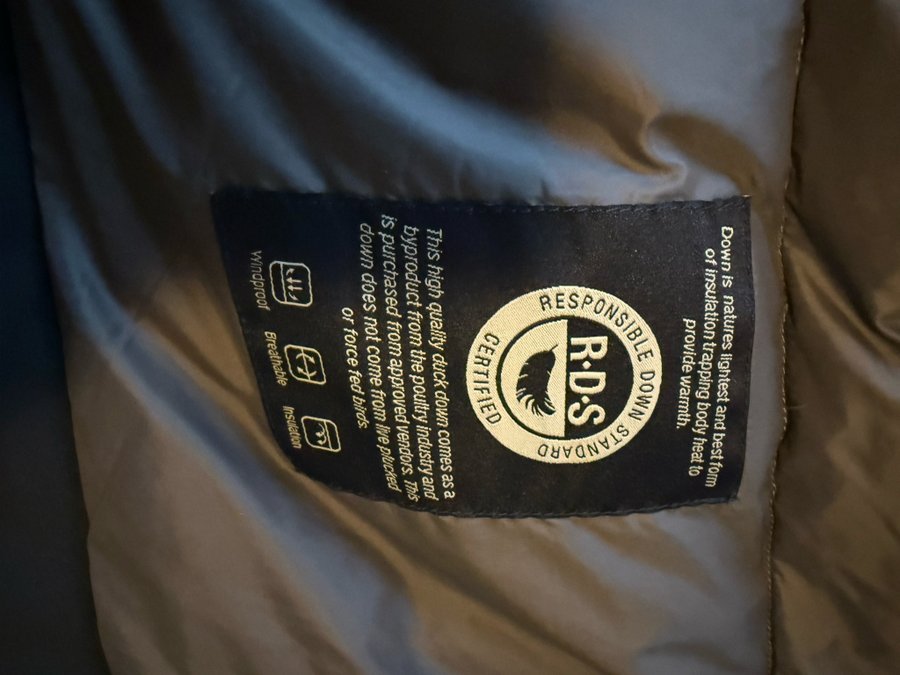 Down is natures lightest and best form
of insulation trapping body heat to
provide warmth.
RESPONSIBLE DOWN STANDARD
R·D·S
CERTIFIED
This high quality duck down comes as a
byproduct from the poultry industry and
is purchased from approved vendors. This
down does not come from live plucked
or force fed birds.
Windproof
Breathable
Insulation